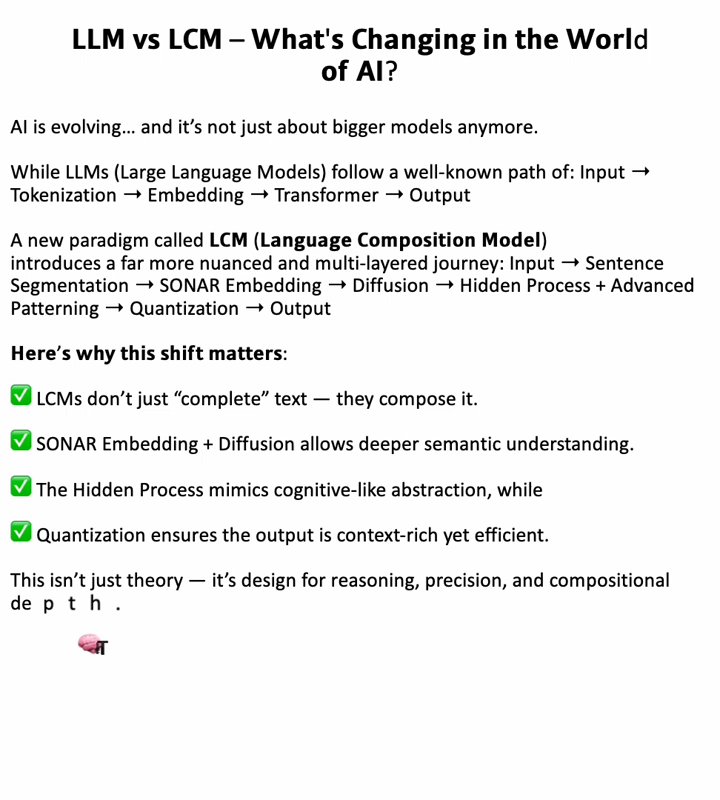 LLM vs LCM – What's Changing in the World
of AI?
AI is evolving… and it’s not just about bigger models anymore.
While LLMs (Large Language Models) follow a well-known path of: Input →
Tokenization → Embedding → Transformer → Output
A new paradigm called LCM (Language Composition Model)
introduces a far more nuanced and multi-layered journey: Input → Sentence
Segmentation → SONAR Embedding → Diffusion → Hidden Process + Advanced
Patterning → Quantization → Output
Here’s why this shift matters:
✅ LCMs don’t just “complete” text — they compose it.
✅ SONAR Embedding + Diffusion allows deeper semantic understanding.
✅ The Hidden Process mimics cognitive-like abstraction, while
✅ Quantization ensures the output is context-rich yet efficient.
This isn’t just theory — it’s design for reasoning, precision, and compositional
de p t h .